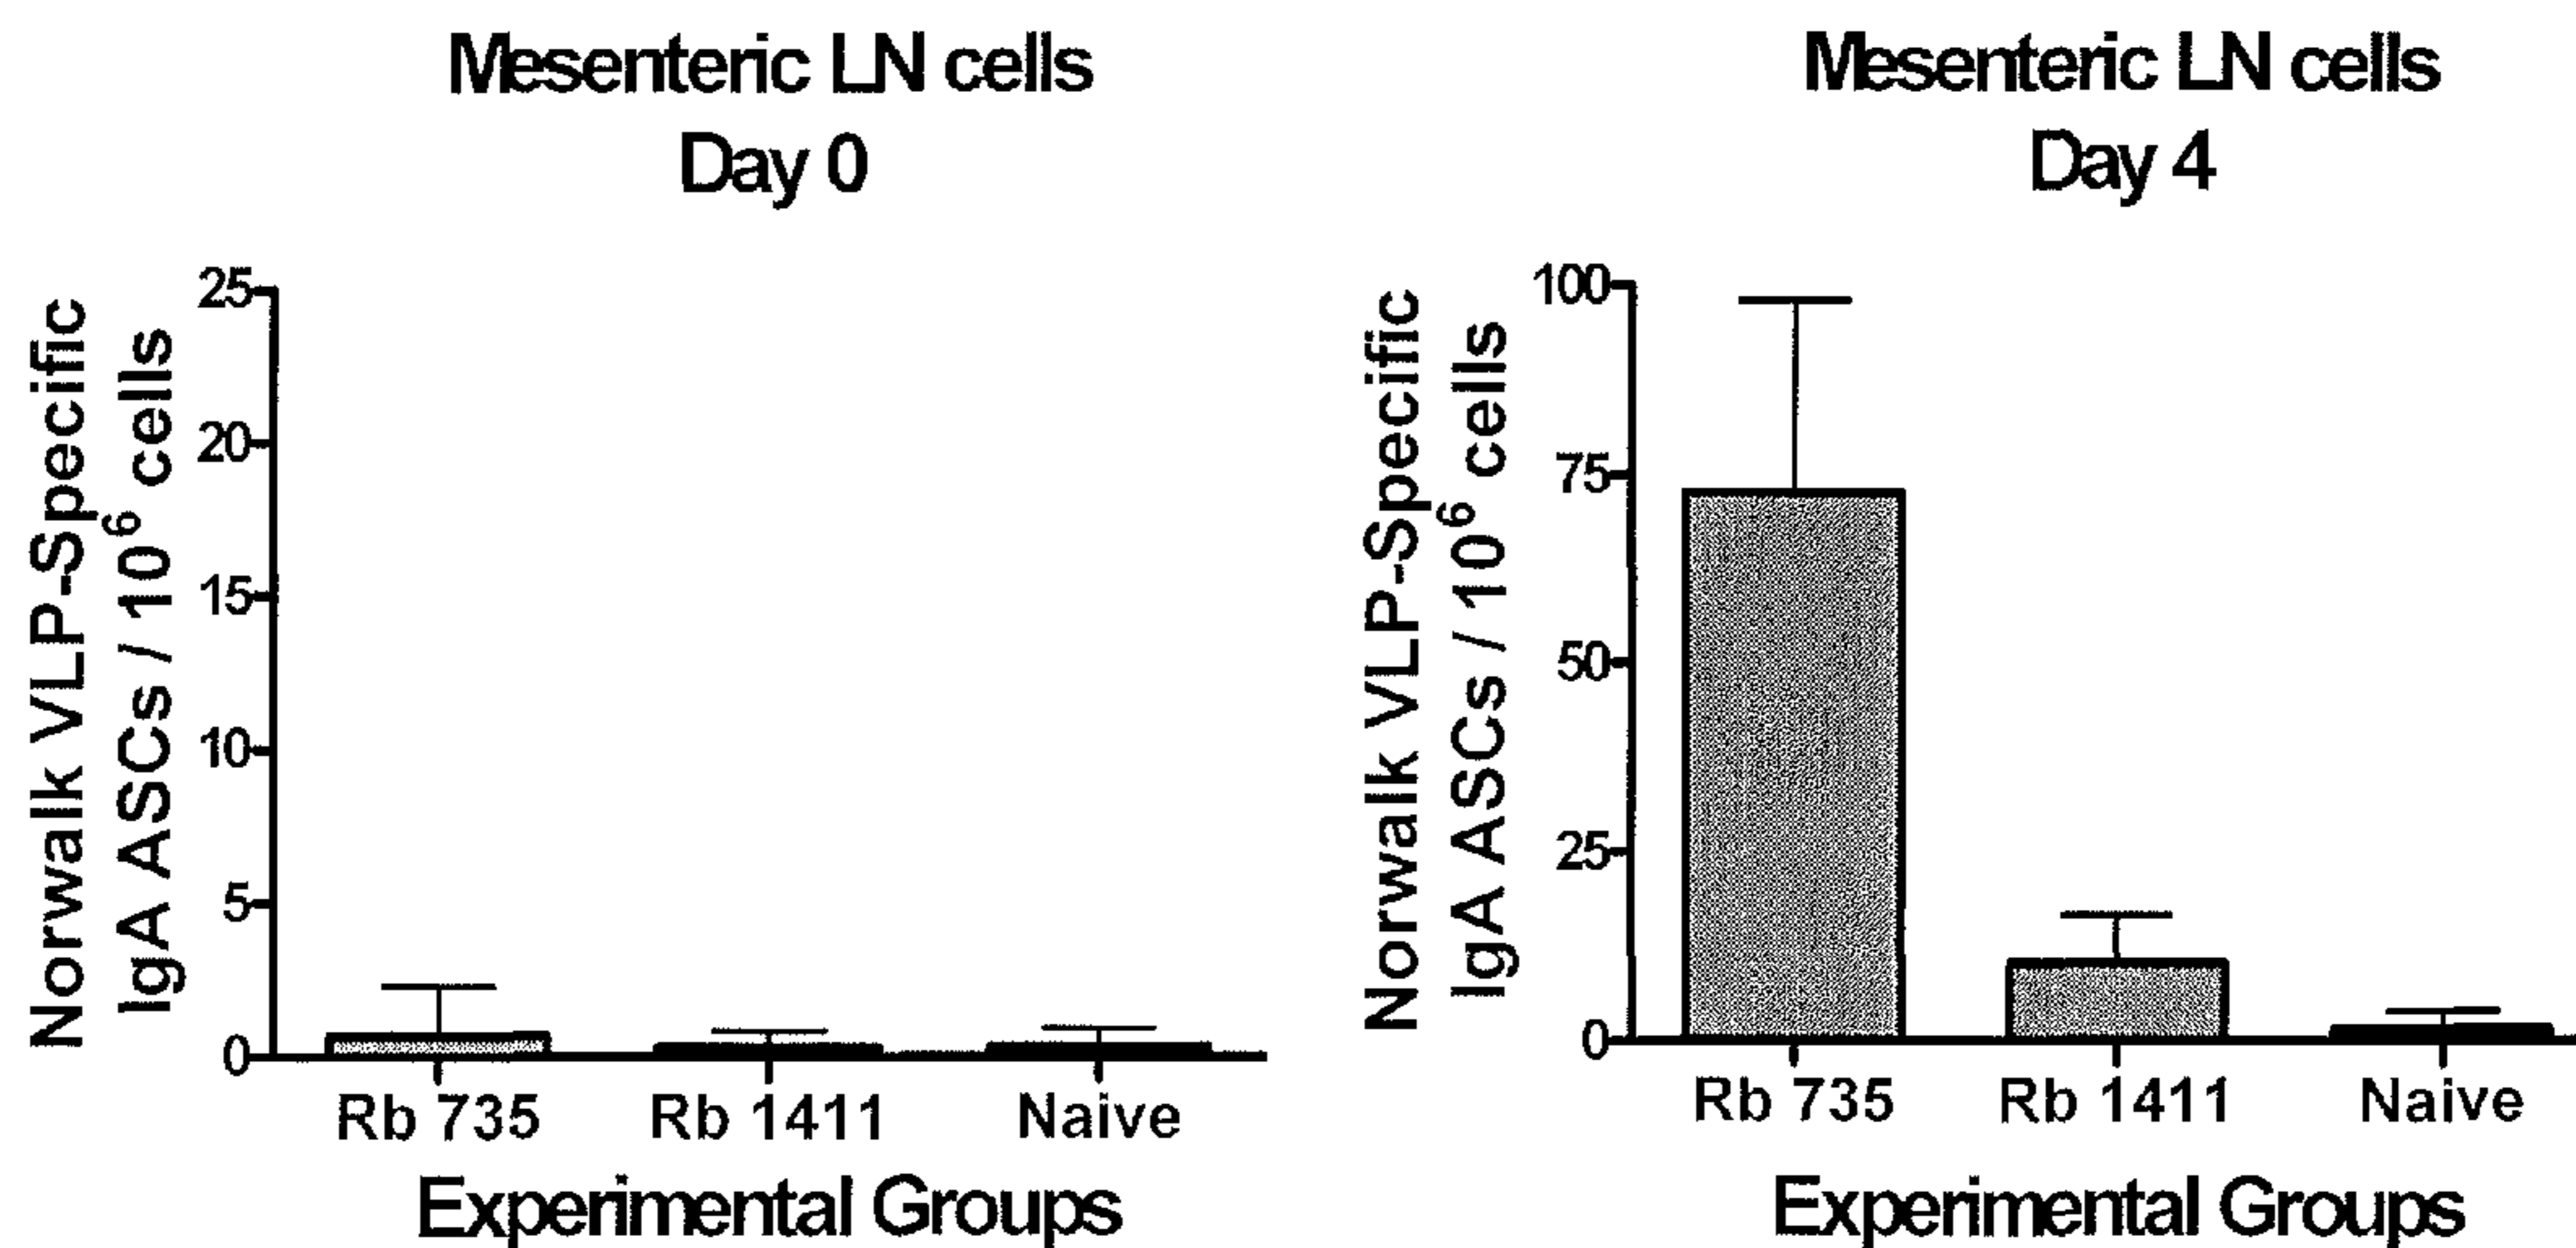 Mesenteric LN cells
Day 0
Norwalk VLP-Specific
IgA ASCs / 10⁶ cells
25
20
15
10
5
0
Rb 735 Rb 1411 Naive
Experimental Groups
Mesenteric LN cells
Day 4
Norwalk VLP-Specific
IgA ASCs / 10⁶ cells
100
75
50
25
0
Rb 735 Rb 1411 Naive
Experimental Groups